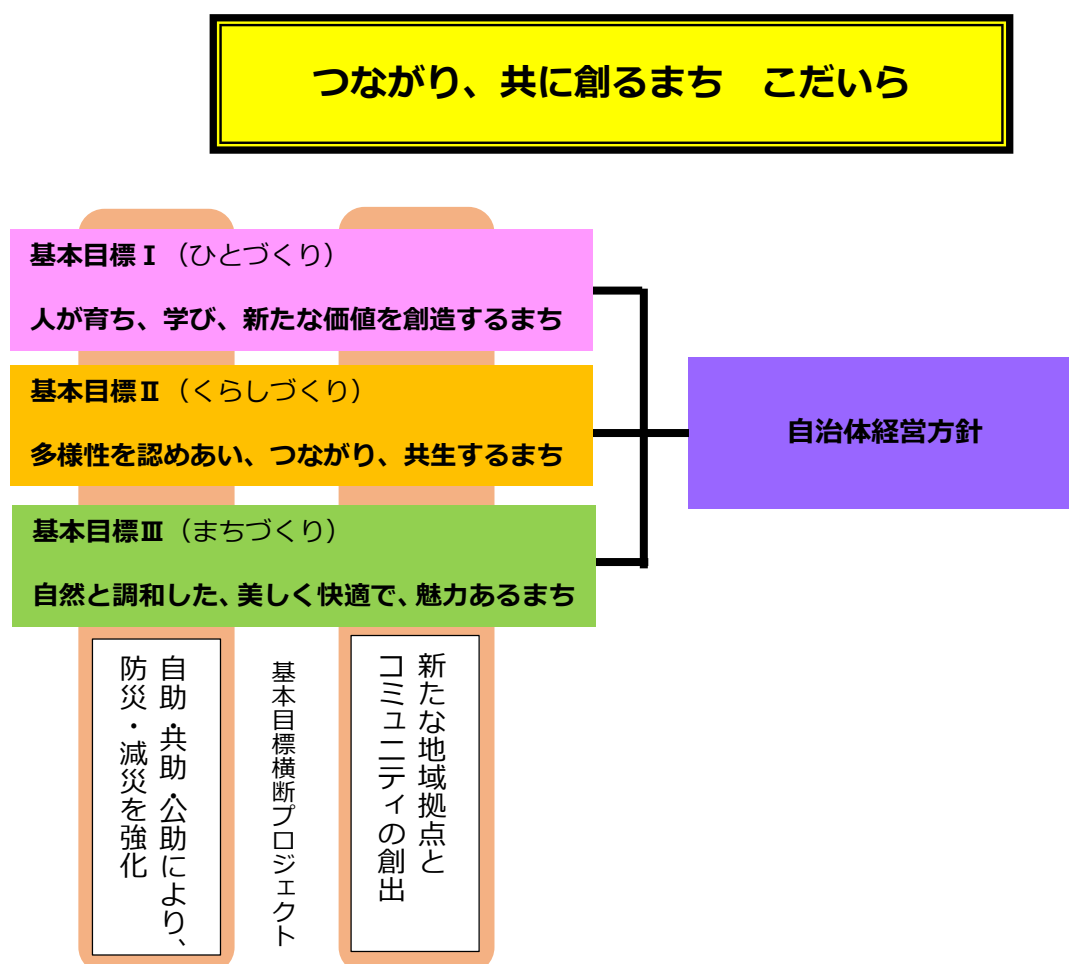 つながり、共に創るまち　こだいら
基本目標Ⅰ（ひとづくり）
人が育ち、学び、新たな価値を創造するまち
基本目標Ⅱ（くらしづくり）
多様性を認めあい、つながり、共生するまち
基本目標Ⅲ（まちづくり）
自然と調和した、美しく快適で、魅力あるまち
自治体経営方針
新たな地域拠点と
コミュニティの創出
基本目標横断プロジェクト
自助・共助・公助により、
防災・減災を強化